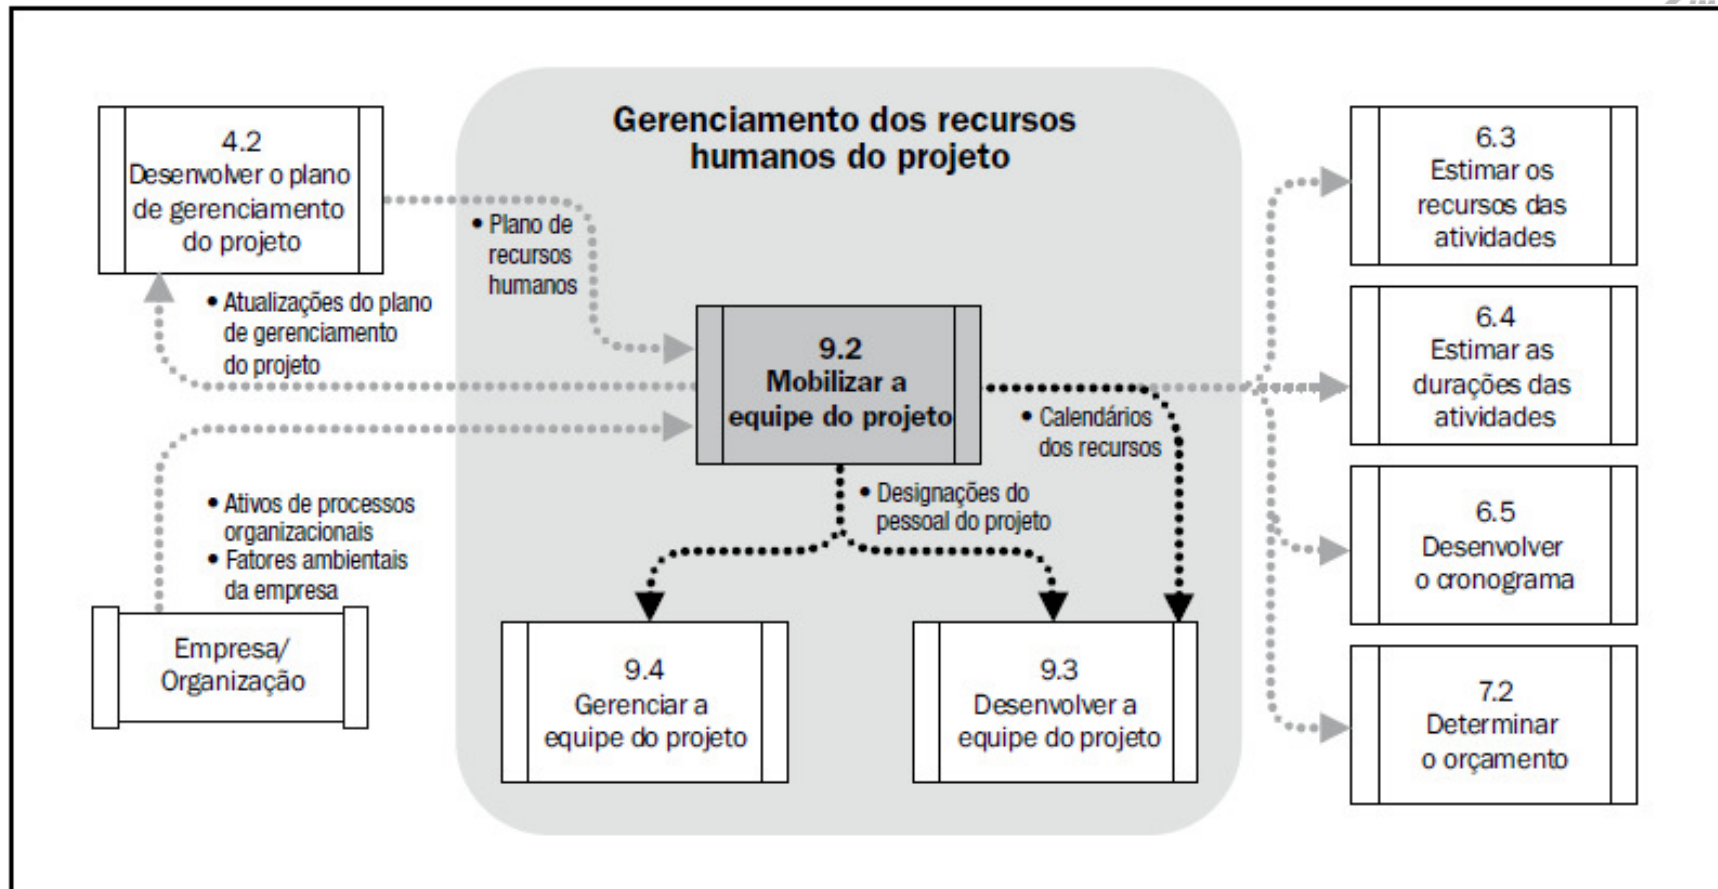 Gerenciamento dos recursos
humanos do projeto
4.2
Desenvolver o plano
de gerenciamento
do projeto
• Plano de
recursos
humanos
• Atualizações do plano
de gerenciamento
do projeto
9.2
Mobilizar a
equipe do projeto
• Calendários
dos recursos
• Designações do
pessoal do projeto
• Ativos de processos
organizacionais
• Fatores ambientais
da empresa
Empresa/
Organização
9.4
Gerenciar a
equipe do projeto
9.3
Desenvolver a
equipe do projeto
6.3
Estimar os
recursos das
atividades
6.4
Estimar as
durações das
atividades
6.5
Desenvolver
o cronograma
7.2
Determinar
o orçamento